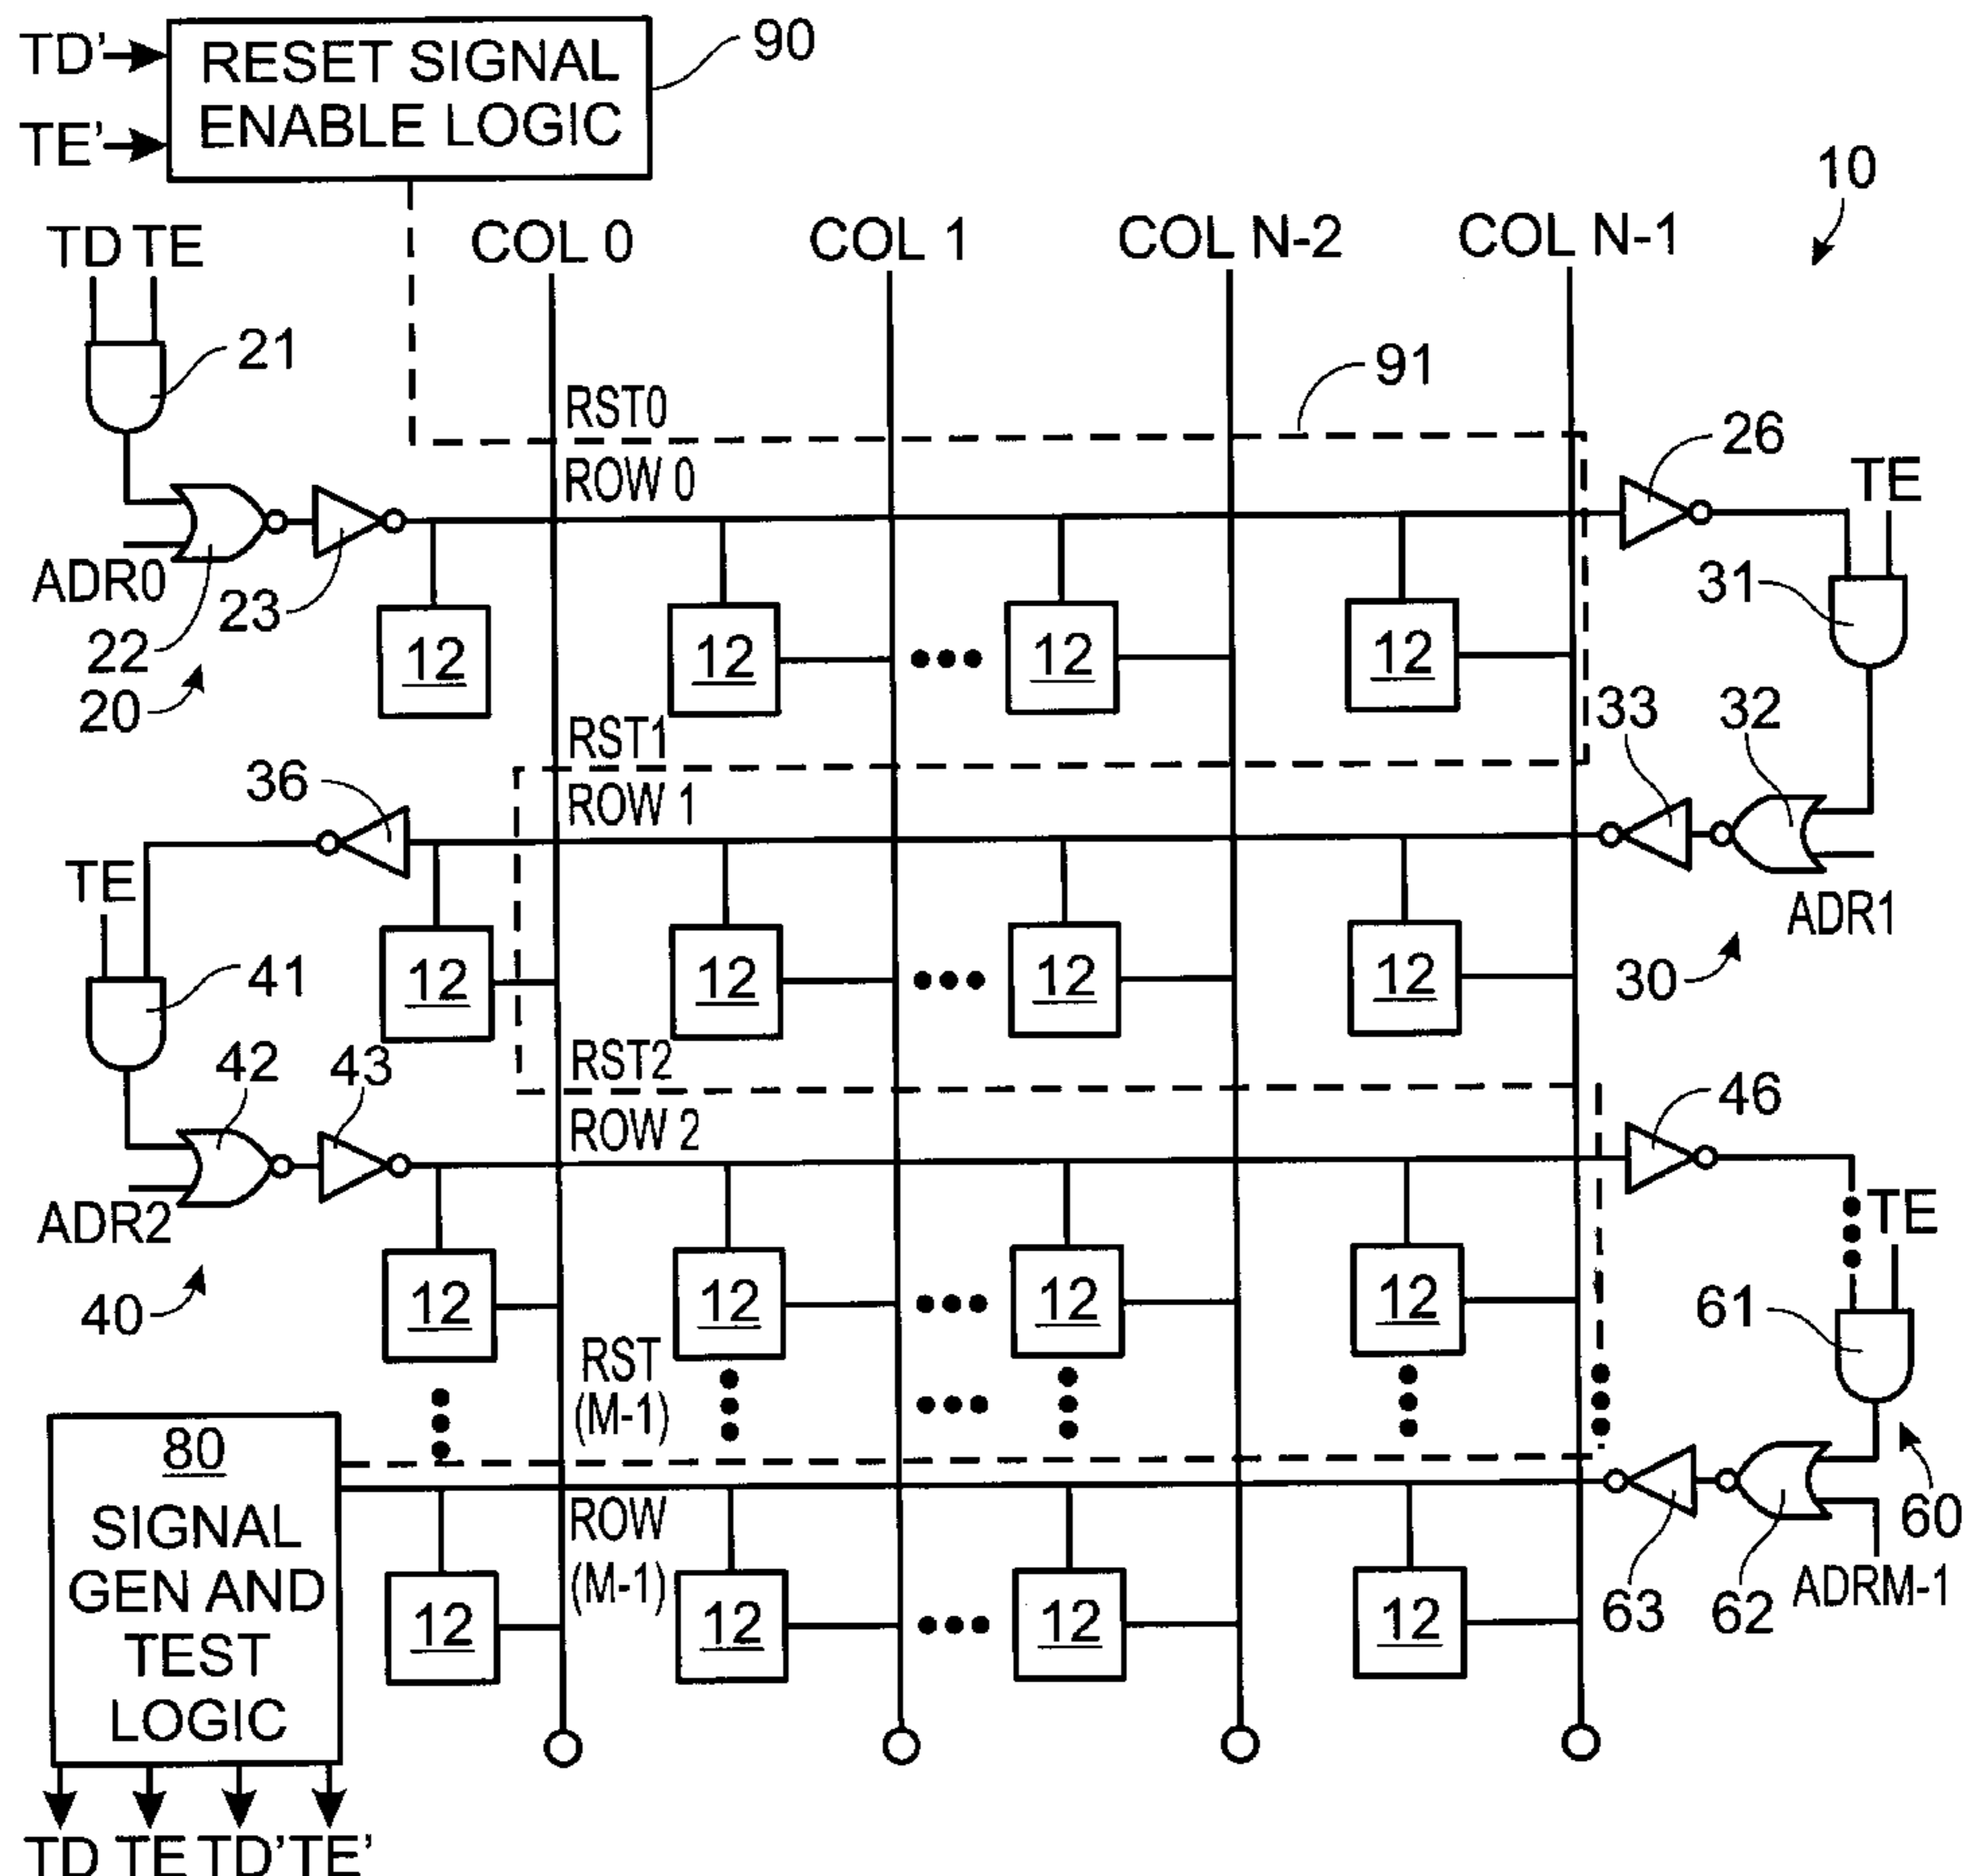 TD' RESET SIGNAL 90
TE' ENABLE LOGIC
10
TD TE COL 0 COL 1 COL N-2 COL N-1
21
91
RST0
26
ROW 0
TE
ADR0
23
31
22
12 12 12 12
20
33 32
RST1
36
ROW 1
TE
ADR1
41
12 12 12 12
30
42 43
RST2
46
ROW 2
TE
ADR2
12 12 12 12
40
61
RST
(M-1)
80
SIGNAL
GEN AND
TEST
LOGIC
ROW
(M-1)
60
ADRM-1
12 12 12 12
63 62
TD TE TD' TE'